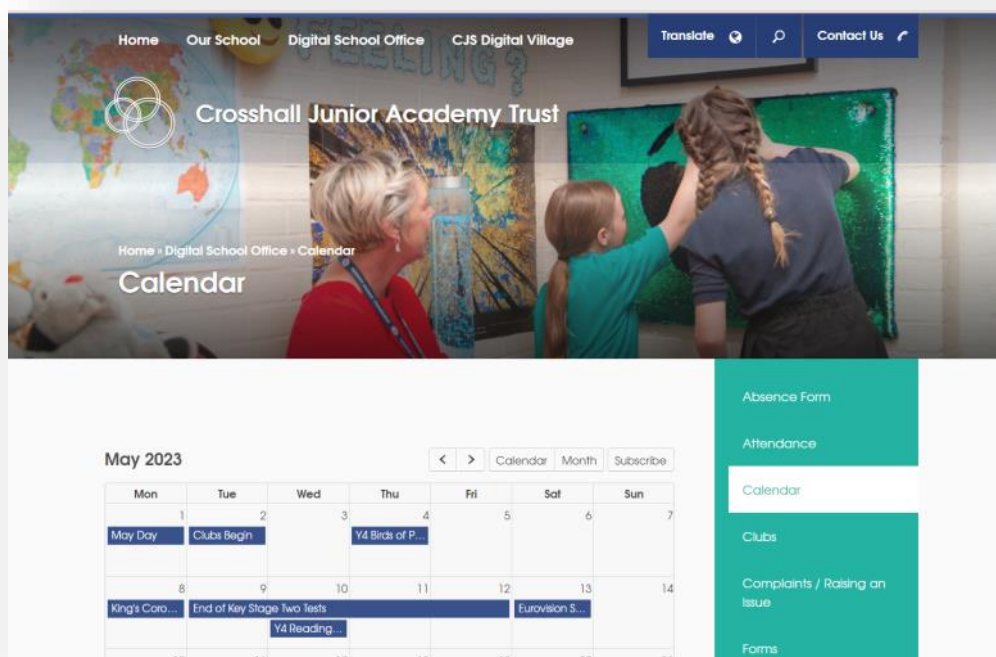 Home Our School Digital School Office CJS Digital Village Translate Contact Us
FEELING?
Crosshall Junior Academy Trust
Home » Digital School Office » Calendar
Calendar
Absence Form
Attendance
Calendar
Clubs
Complaints / Raising an
Issue
Forms
May 2023 < > Calendar Month Subscribe
Mon Tue Wed Thu Fri Sat Sun
1 2 3 4 5 6 7
May Day Clubs Begin Y4 Birds of P...
8 9 10 11 12 13 14
King's Coro... End of Key Stage Two Tests Eurovision S...
Y4 Reading...